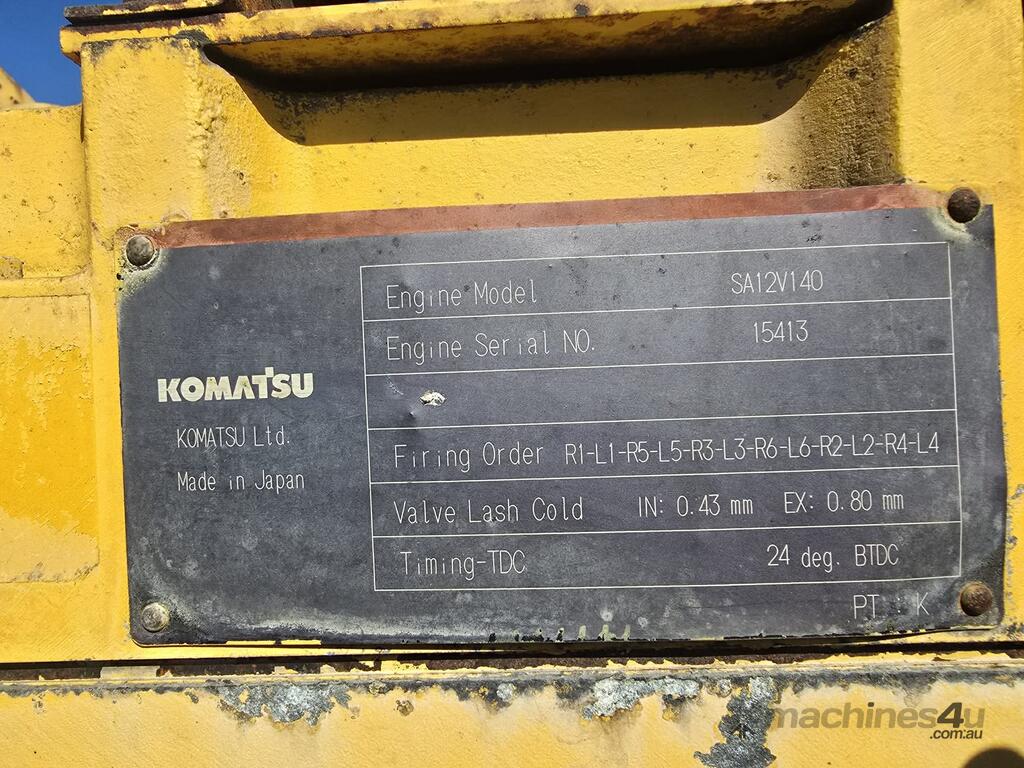 KOMATSU
KOMATSU Ltd.
Made in Japan
Engine Model SA12V140
Engine Serial NO. 15413
Firing Order R1-L1-R5-L5-R3-L3-R6-L6-R2-L2-R4-L4
Valve Lash Cold IN: 0.43 mm EX: 0.80 mm
Timing-TDC 24 deg. BTDC
PT : K
machines4u
.com.au